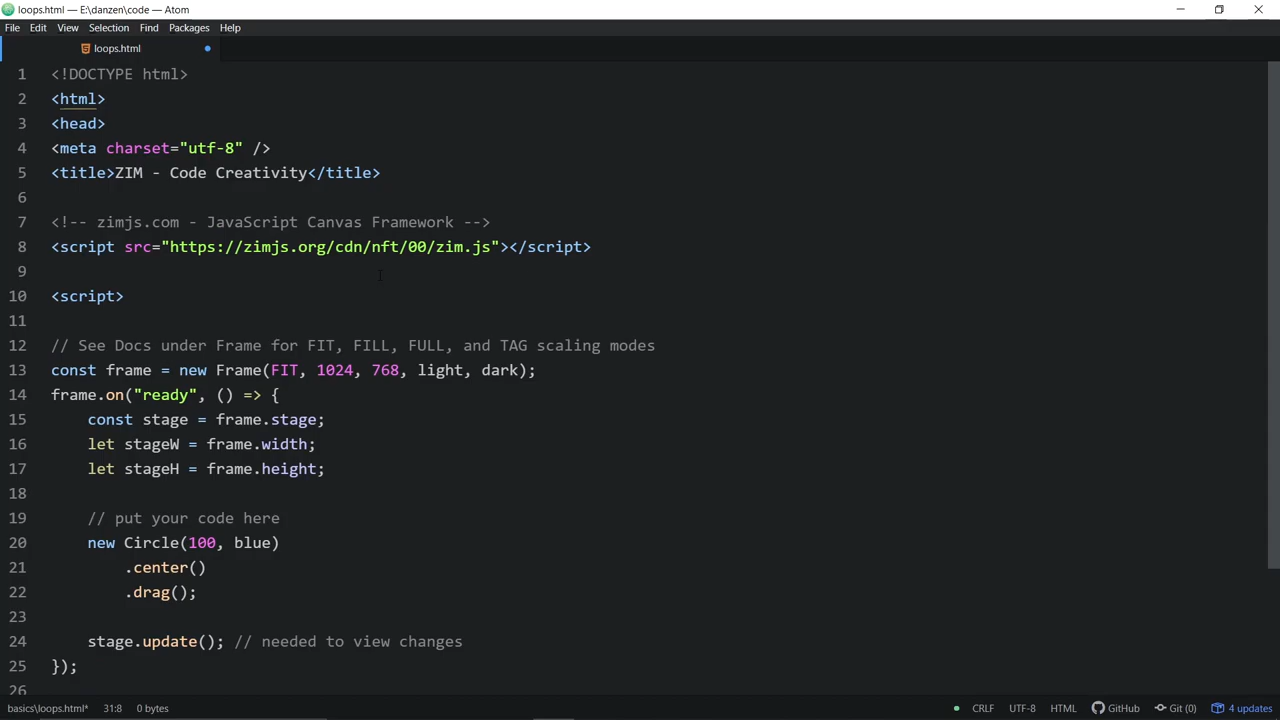 loops.html — E:\danzen\code — Atom
File Edit View Selection Find Packages Help
loops.html
1 <!DOCTYPE html>
2 <html>
3 <head>
4 <meta charset="utf-8" />
5 <title>ZIM - Code Creativity</title>
6
7 <!-- zimjs.com - JavaScript Canvas Framework -->
8 <script src="https://zimjs.org/cdn/nft/00/zim.js"></script>
9
10 <script>
11
12 // See Docs under Frame for FIT, FILL, FULL, and TAG scaling modes
13 const frame = new Frame(FIT, 1024, 768, light, dark);
14 frame.on("ready", () => {
15     const stage = frame.stage;
16     let stageW = frame.width;
17     let stageH = frame.height;
18
19     // put your code here
20     new Circle(100, blue)
21         .center()
22         .drag();
23
24     stage.update(); // needed to view changes
25 });
26
basics\loops.html* 31:8 0 bytes CRLF UTF-8 HTML GitHub Git (0) 4 updates